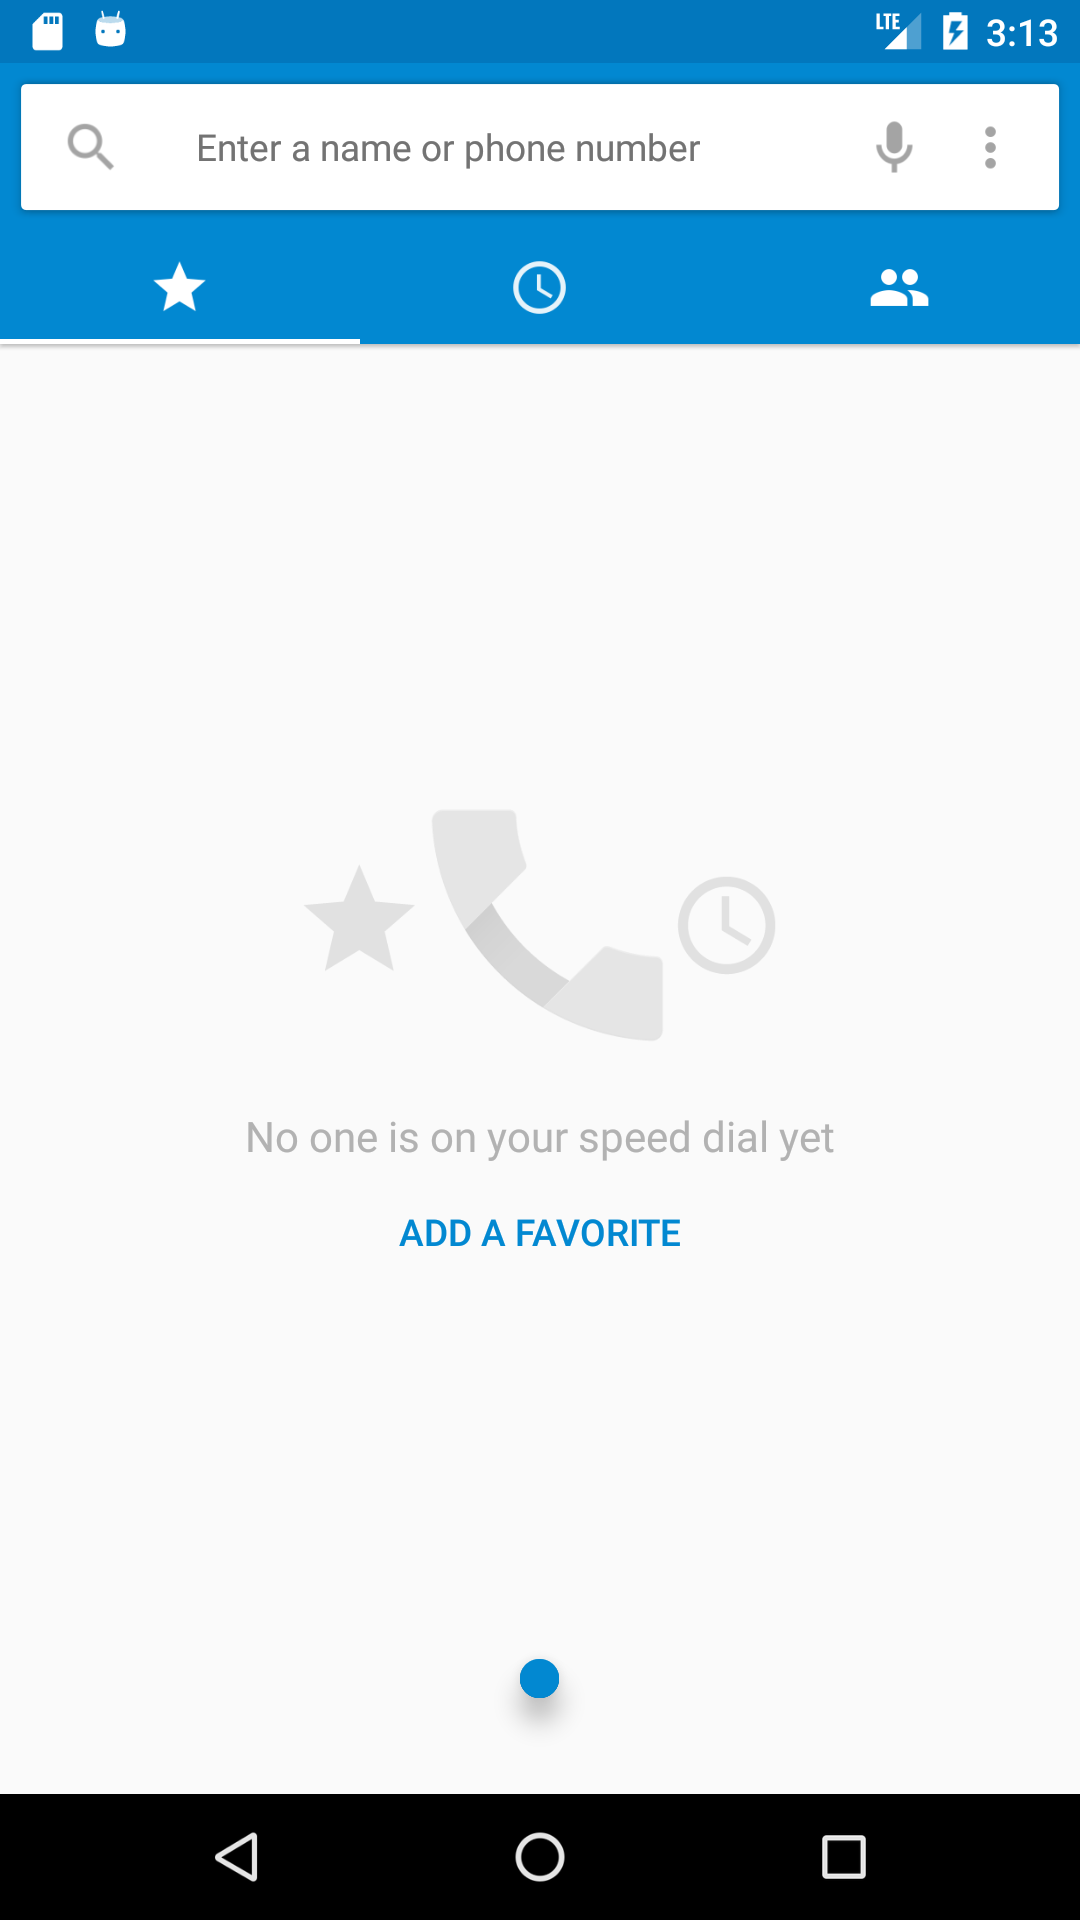 LTE 3:13
Enter a name or phone number
No one is on your speed dial yet
ADD A FAVORITE